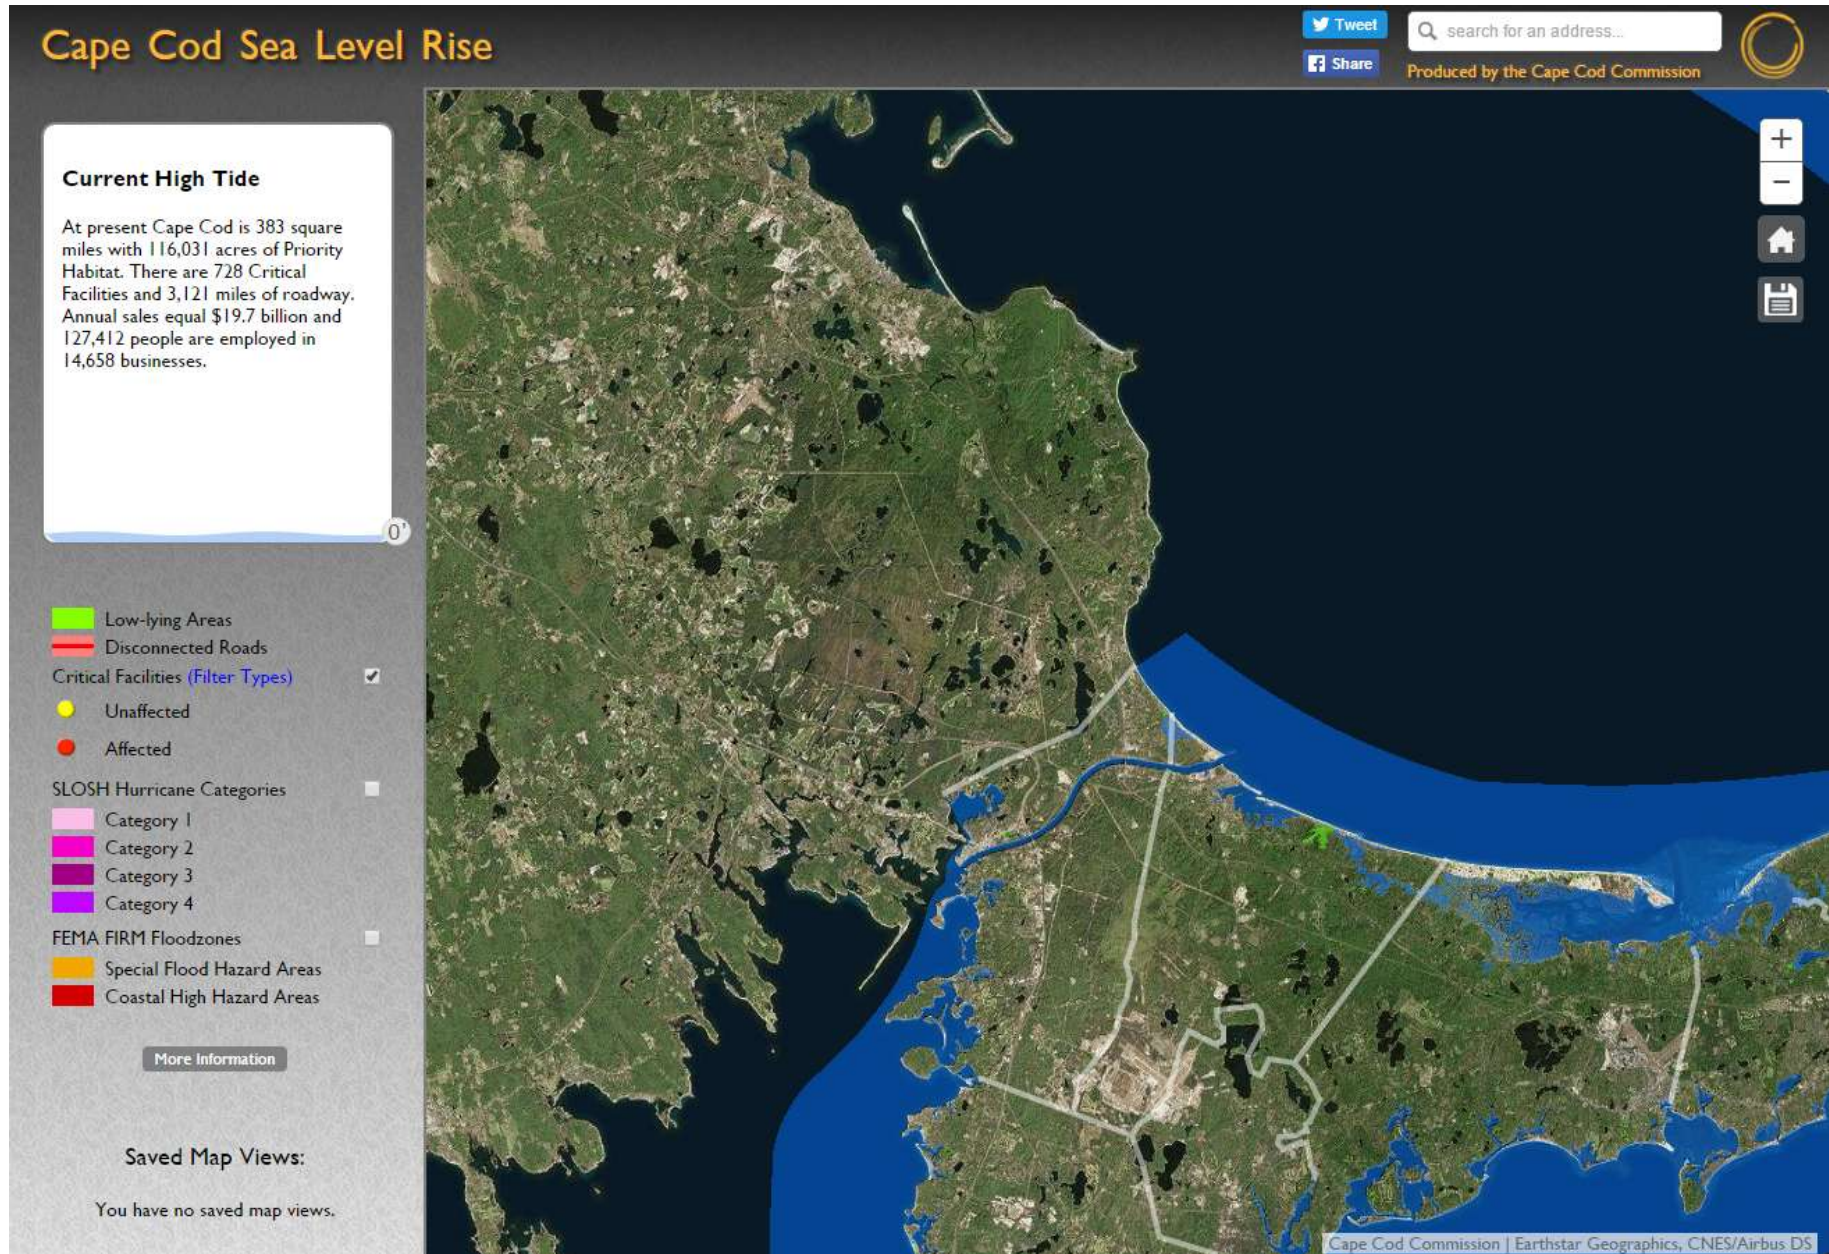 Cape Cod Sea Level Rise
Tweet
Share
search for an address...
Produced by the Cape Cod Commission
Current High Tide
At present Cape Cod is 383 square
miles with 116,031 acres of Priority
Habitat. There are 728 Critical
Facilities and 3,121 miles of roadway.
Annual sales equal $19.7 billion and
127,412 people are employed in
14,658 businesses.
0'
Low-lying Areas
Disconnected Roads
Critical Facilities (Filter Types)
Unaffected
Affected
SLOSH Hurricane Categories
Category 1
Category 2
Category 3
Category 4
FEMA FIRM Floodzones
Special Flood Hazard Areas
Coastal High Hazard Areas
More Information
Saved Map Views:
You have no saved map views.
+
−
Cape Cod Commission | Earthstar Geographics, CNES/Airbus DS